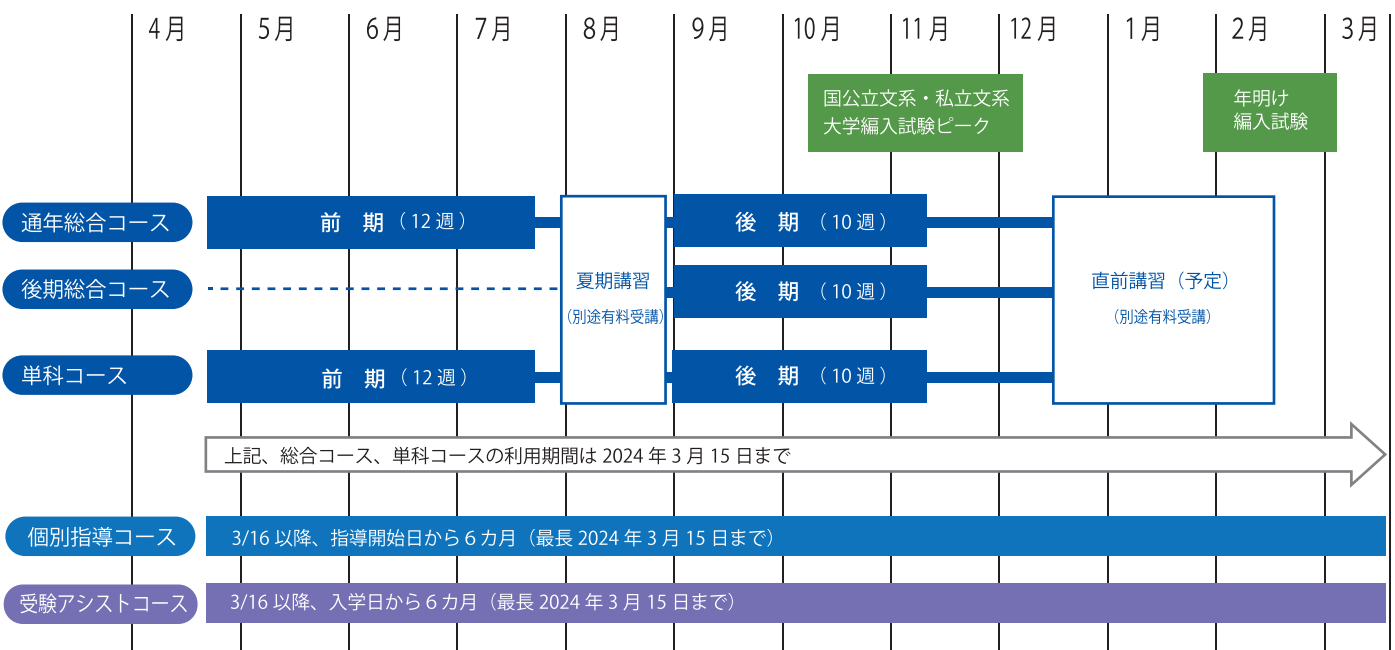 4月 5月 6月 7月 8月 9月 10月 11月 12月 1月 2月 3月
国公立文系・私立文系
大学編入試験ピーク
年明け
編入試験
通年総合コース 前 期（12週） 後 期（10週）
後期総合コース 後 期（10週）
夏期講習
（別途有料受講）
直前講習（予定）
（別途有料受講）
単科コース 前 期（12週） 後 期（10週）
上記、総合コース、単科コースの利用期間は 2024 年 3 月 15 日まで
個別指導コース 3/16 以降、指導開始日から 6 カ月（最長 2024 年 3 月 15 日まで）
受験アシストコース 3/16 以降、入学日から 6 カ月（最長 2024 年 3 月 15 日まで）